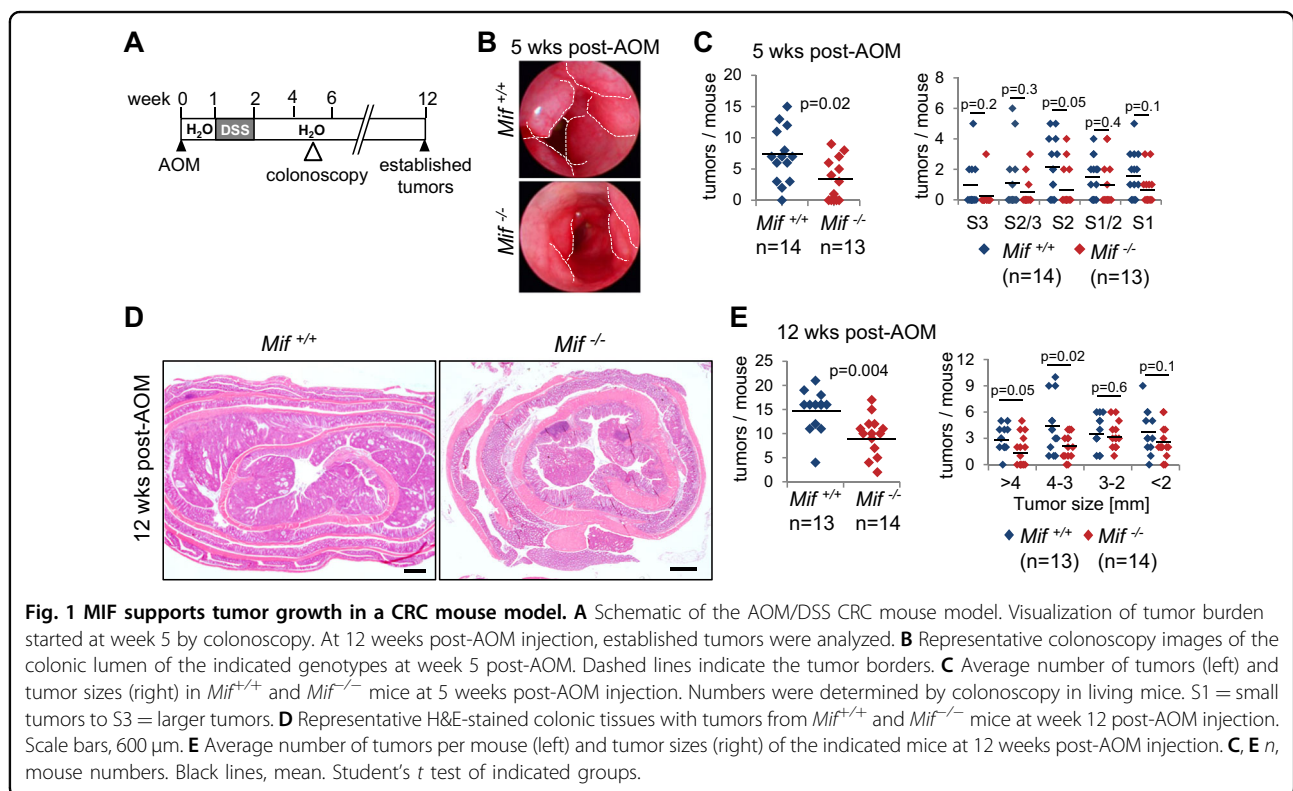 A
week 0 1 2 4 6 12
H₂O DSS H₂O
AOM
colonoscopy
established
tumors
B
5 wks post-AOM
Mif +/+
Mif -/-
C
5 wks post-AOM
tumors / mouse
20
15
10
5
0
p=0.02
Mif +/+ Mif -/-
n=14 n=13
tumors / mouse
8
6
4
2
0
p=0.2 p=0.3 p=0.05 p=0.4 p=0.1
S3 S2/3 S2 S1/2 S1
Mif +/+ Mif -/-
(n=14) (n=13)
D
Mif +/+ Mif -/-
12 wks post-AOM
E
12 wks post-AOM
tumors / mouse
25
20
15
10
5
0
p=0.004
Mif +/+ Mif -/-
n=13 n=14
tumors / mouse
12
9
6
3
0
p=0.05 p=0.02 p=0.6 p=0.1
>4 4-3 3-2 <2
Tumor size [mm]
Mif +/+ Mif -/-
(n=13) (n=14)
Fig. 1 MIF supports tumor growth in a CRC mouse model. A Schematic of the AOM/DSS CRC mouse model. Visualization of tumor burden
started at week 5 by colonoscopy. At 12 weeks post-AOM injection, established tumors were analyzed. B Representative colonoscopy images of the
colonic lumen of the indicated genotypes at week 5 post-AOM. Dashed lines indicate the tumor borders. C Average number of tumors (left) and
tumor sizes (right) in Mif+/+ and Mif−/− mice at 5 weeks post-AOM injection. Numbers were determined by colonoscopy in living mice. S1 = small
tumors to S3 = larger tumors. D Representative H&E-stained colonic tissues with tumors from Mif+/+ and Mif−/− mice at week 12 post-AOM injection.
Scale bars, 600 μm. E Average number of tumors per mouse (left) and tumor sizes (right) of the indicated mice at 12 weeks post-AOM injection. C, E n,
mouse numbers. Black lines, mean. Student's t test of indicated groups.